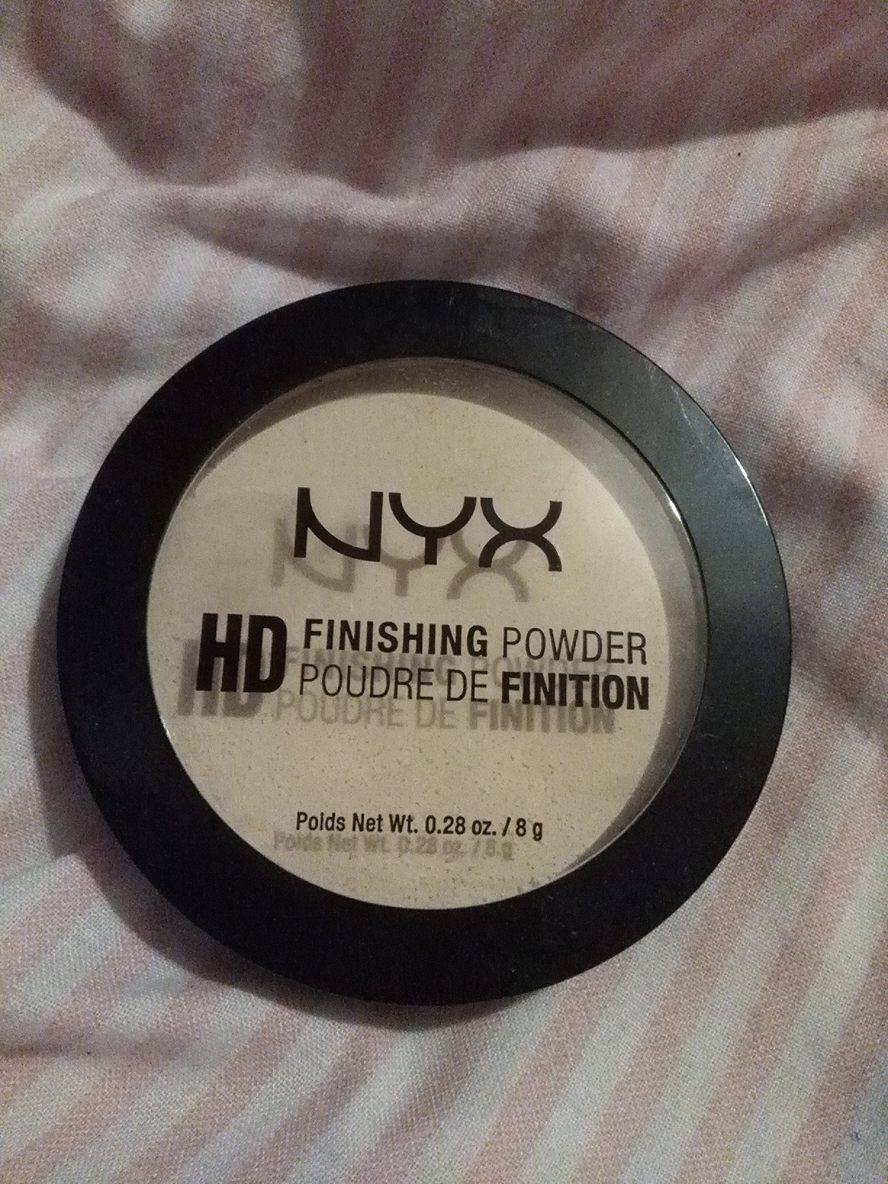 NYX
HD FINISHING POWDER
POUDRE DE FINITION
Poids Net Wt. 0.28 oz. / 8 g